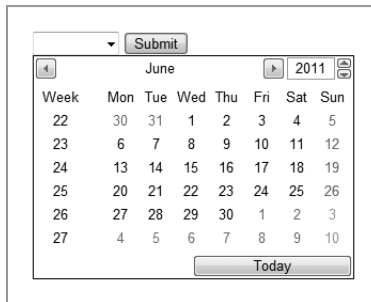 Submit
June 2011
Week Mon Tue Wed Thu Fri Sat Sun
22 30 31 1 2 3 4 5
23 6 7 8 9 10 11 12
24 13 14 15 16 17 18 19
25 20 21 22 23 24 25 26
26 27 28 29 30 1 2 3
27 4 5 6 7 8 9 10
Today